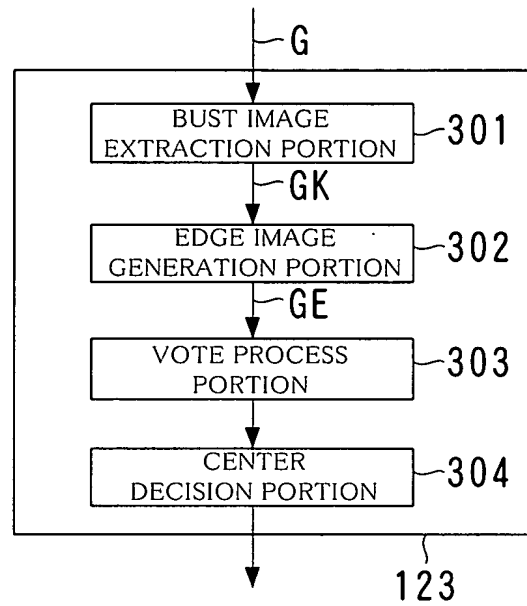 G
BUST IMAGE
EXTRACTION PORTION
301
GK
EDGE IMAGE
GENERATION PORTION
302
GE
VOTE PROCESS
PORTION
303
CENTER
DECISION PORTION
304
123